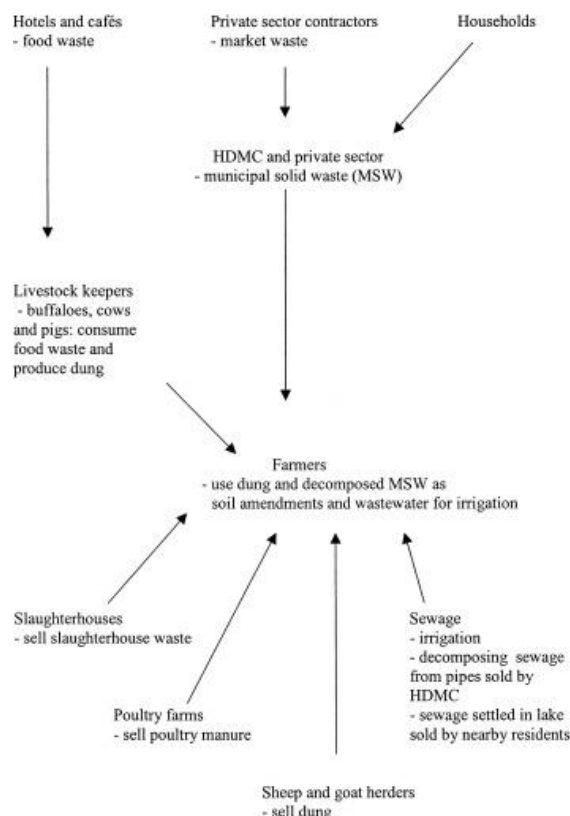 Hotels and cafés
- food waste
Private sector contractors
- market waste
Households
HDMC and private sector
- municipal solid waste (MSW)
Livestock keepers
- buffaloes, cows
and pigs: consume
food waste and
produce dung
Farmers
- use dung and decomposed MSW as
soil amendments and wastewater for irrigation
Slaughterhouses
- sell slaughterhouse waste
Sewage
- irrigation
- decomposing sewage
from pipes sold by
HDMC
- sewage settled in lake
sold by nearby residents
Poultry farms
- sell poultry manure
Sheep and goat herders
- sell dung